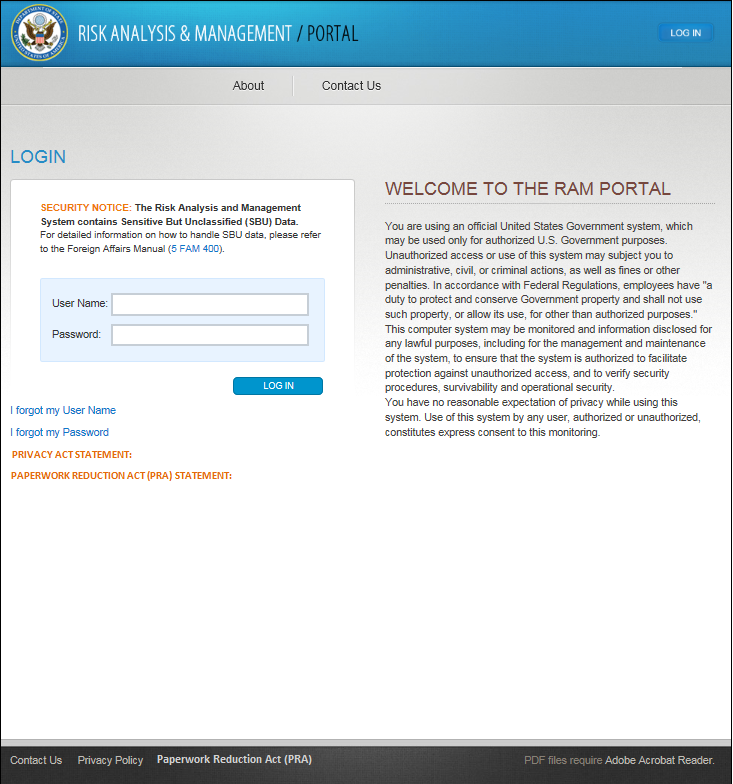 RISK ANALYSIS & MANAGEMENT / PORTAL
LOG IN
About
Contact Us
LOGIN
SECURITY NOTICE: The Risk Analysis and Management
System contains Sensitive But Unclassified (SBU) Data.
For detailed information on how to handle SBU data, please refer
to the Foreign Affairs Manual (5 FAM 400).
User Name:
Password:
LOG IN
I forgot my User Name
I forgot my Password
PRIVACY ACT STATEMENT:
PAPERWORK REDUCTION ACT (PRA) STATEMENT:
WELCOME TO THE RAM PORTAL
You are using an official United States Government system, which
may be used only for authorized U.S. Government purposes.
Unauthorized access or use of this system may subject you to
administrative, civil, or criminal actions, as well as fines or other
penalties. In accordance with Federal Regulations, employees have "a
duty to protect and conserve Government property and shall not use
such property, or allow its use, for other than authorized purposes."
This computer system may be monitored and information disclosed for
any lawful purposes, including for the management and maintenance
of the system, to ensure that the system is authorized to facilitate
protection against unauthorized access, and to verify security
procedures, survivability and operational security.
You have no reasonable expectation of privacy while using this
system. Use of this system by any user, authorized or unauthorized,
constitutes express consent to this monitoring.
Contact Us
Privacy Policy
Paperwork Reduction Act (PRA)
PDF files require Adobe Acrobat Reader.